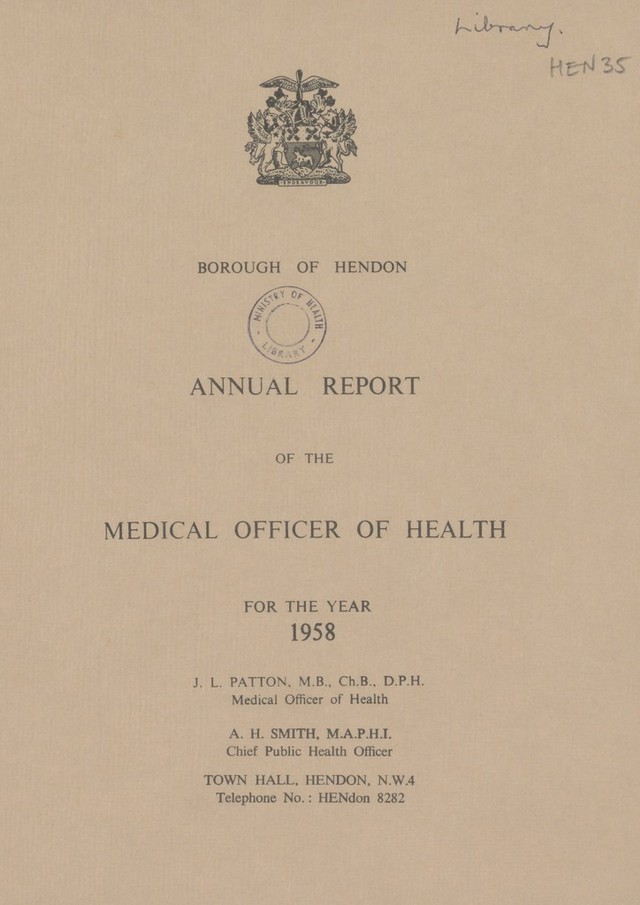 Library.
HEN 35
ENDEAVOUR
BOROUGH OF HENDON
MINISTRY OF HEALTH
LIBRARY
ANNUAL REPORT
OF THE
MEDICAL OFFICER OF HEALTH
FOR THE YEAR
1958
J. L. PATTON, M.B., Ch.B., D.P.H.
Medical Officer of Health
A. H. SMITH, M.A.P.H.I.
Chief Public Health Officer
TOWN HALL, HENDON, N.W.4
Telephone No. : HENdon 8282